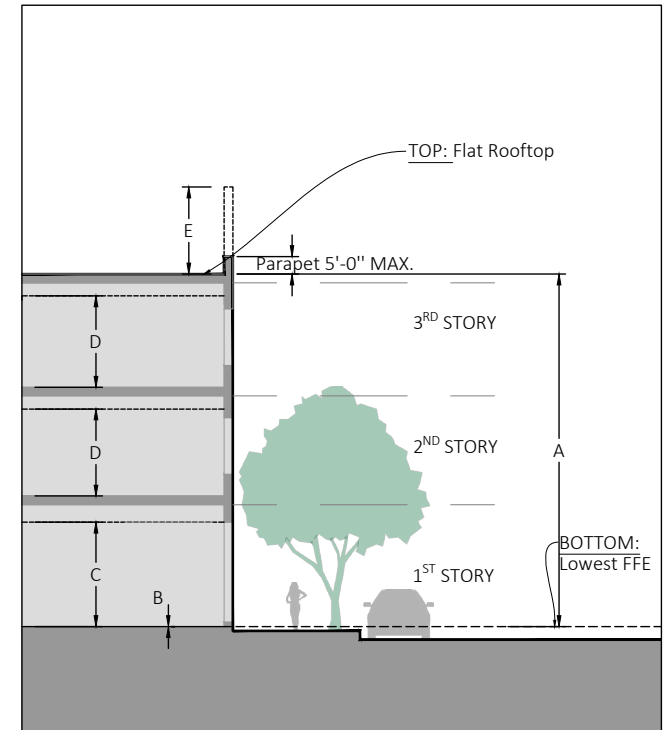 TOP: Flat Rooftop
E
Parapet 5'-0" MAX.
3RD STORY
D
2ND STORY
D
A
BOTTOM:
Lowest FFE
1ST STORY
C
B